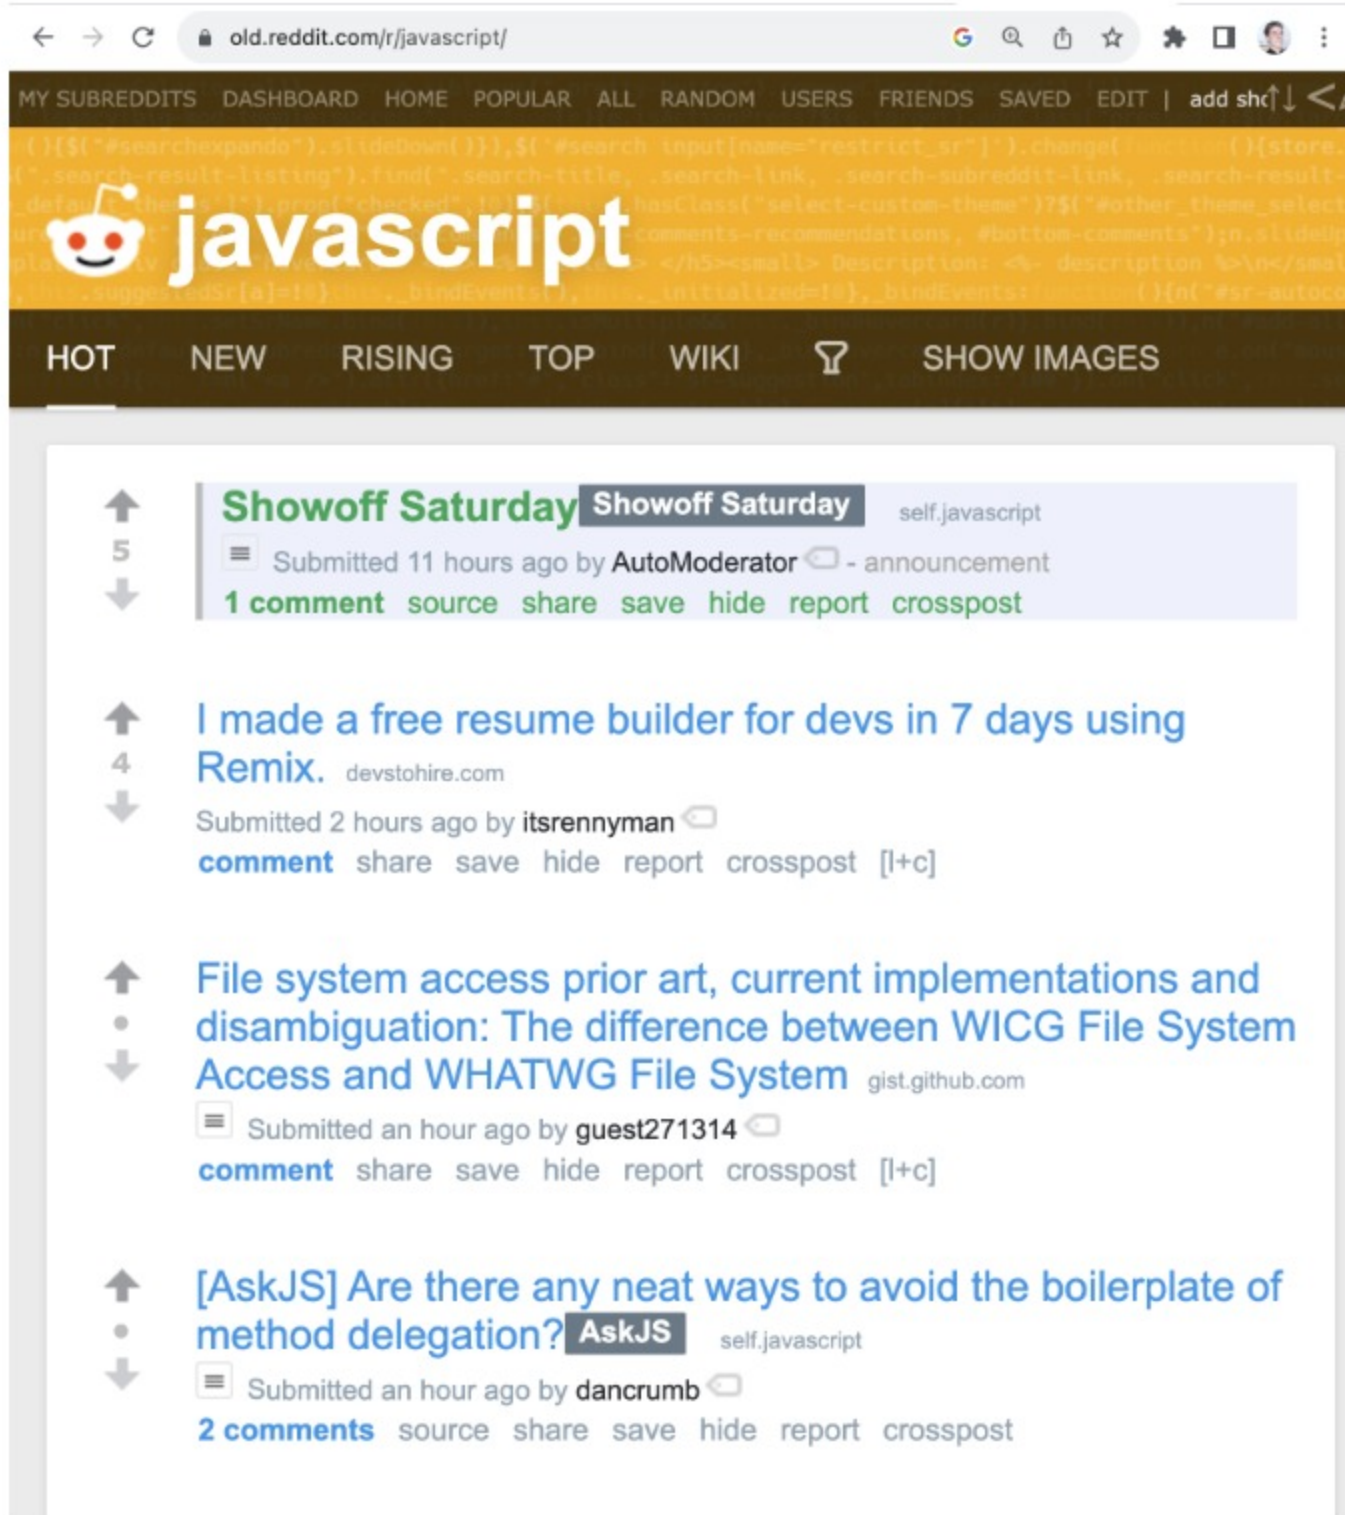 old.reddit.com/r/javascript/
MY SUBREDDITS DASHBOARD HOME POPULAR ALL RANDOM USERS FRIENDS SAVED EDIT | add
javascript
HOT NEW RISING TOP WIKI SHOW IMAGES
Showoff Saturday Showoff Saturday self.javascript
5
Submitted 11 hours ago by AutoModerator - announcement
1 comment source share save hide report crosspost
I made a free resume builder for devs in 7 days using
4
Remix. devstohire.com
Submitted 2 hours ago by itsrennyman
comment share save hide report crosspost [l+c]
File system access prior art, current implementations and
disambiguation: The difference between WICG File System
Access and WHATWG File System gist.github.com
Submitted an hour ago by guest271314
comment share save hide report crosspost [l+c]
[AskJS] Are there any neat ways to avoid the boilerplate of
method delegation? AskJS self.javascript
Submitted an hour ago by dancrumb
2 comments source share save hide report crosspost